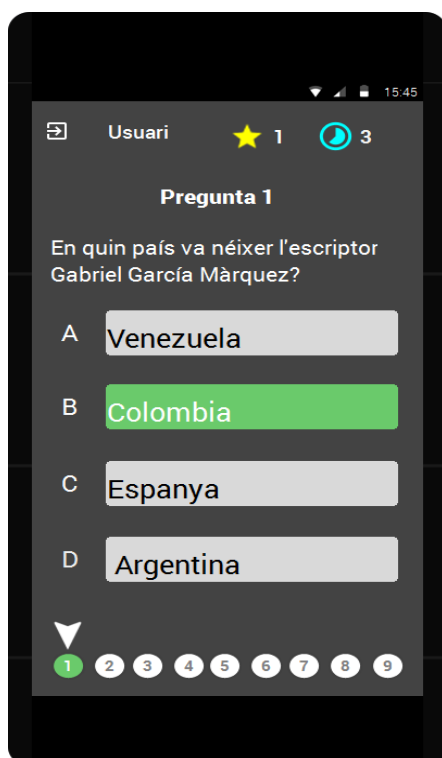 15:45
Usuari 1 3
Pregunta 1
En quin país va néixer l'escriptor
Gabriel García Màrquez?
A Venezuela
B Colombia
C Espanya
D Argentina
1 2 3 4 5 6 7 8 9